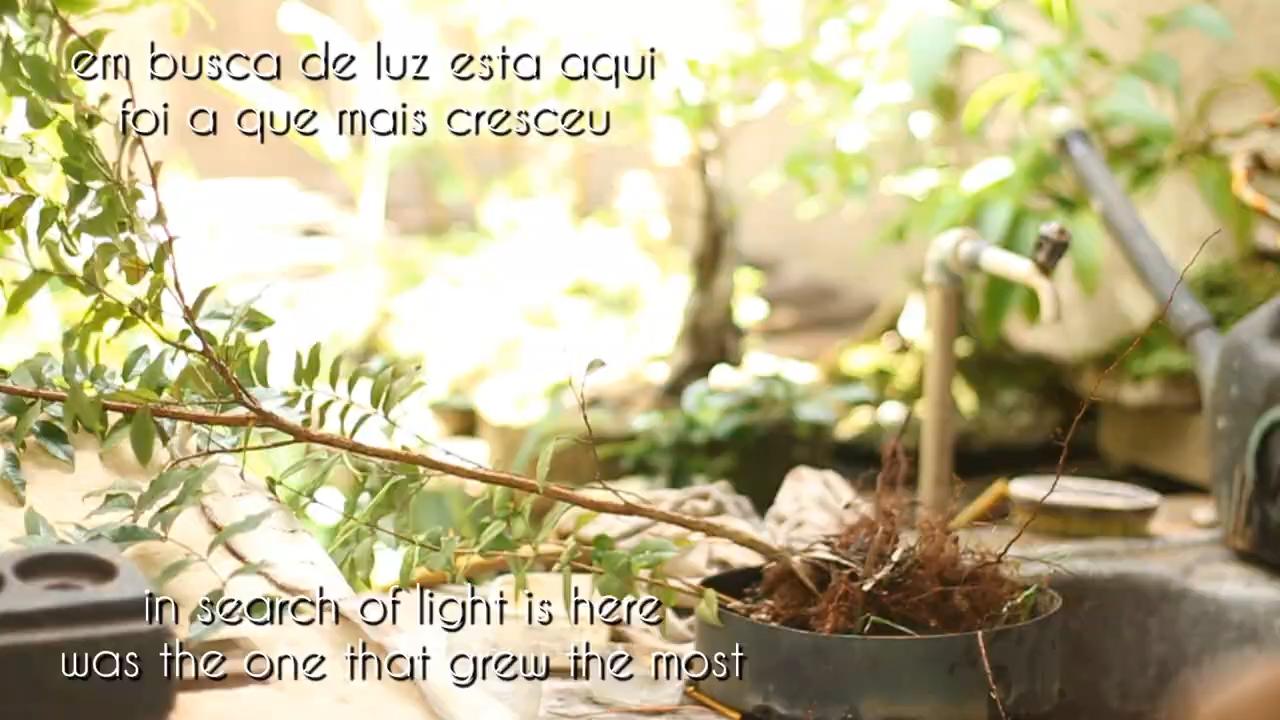 em busca de luz esta aqui
foi a que mais cresceu
in search of light is here
was the one that grew the most